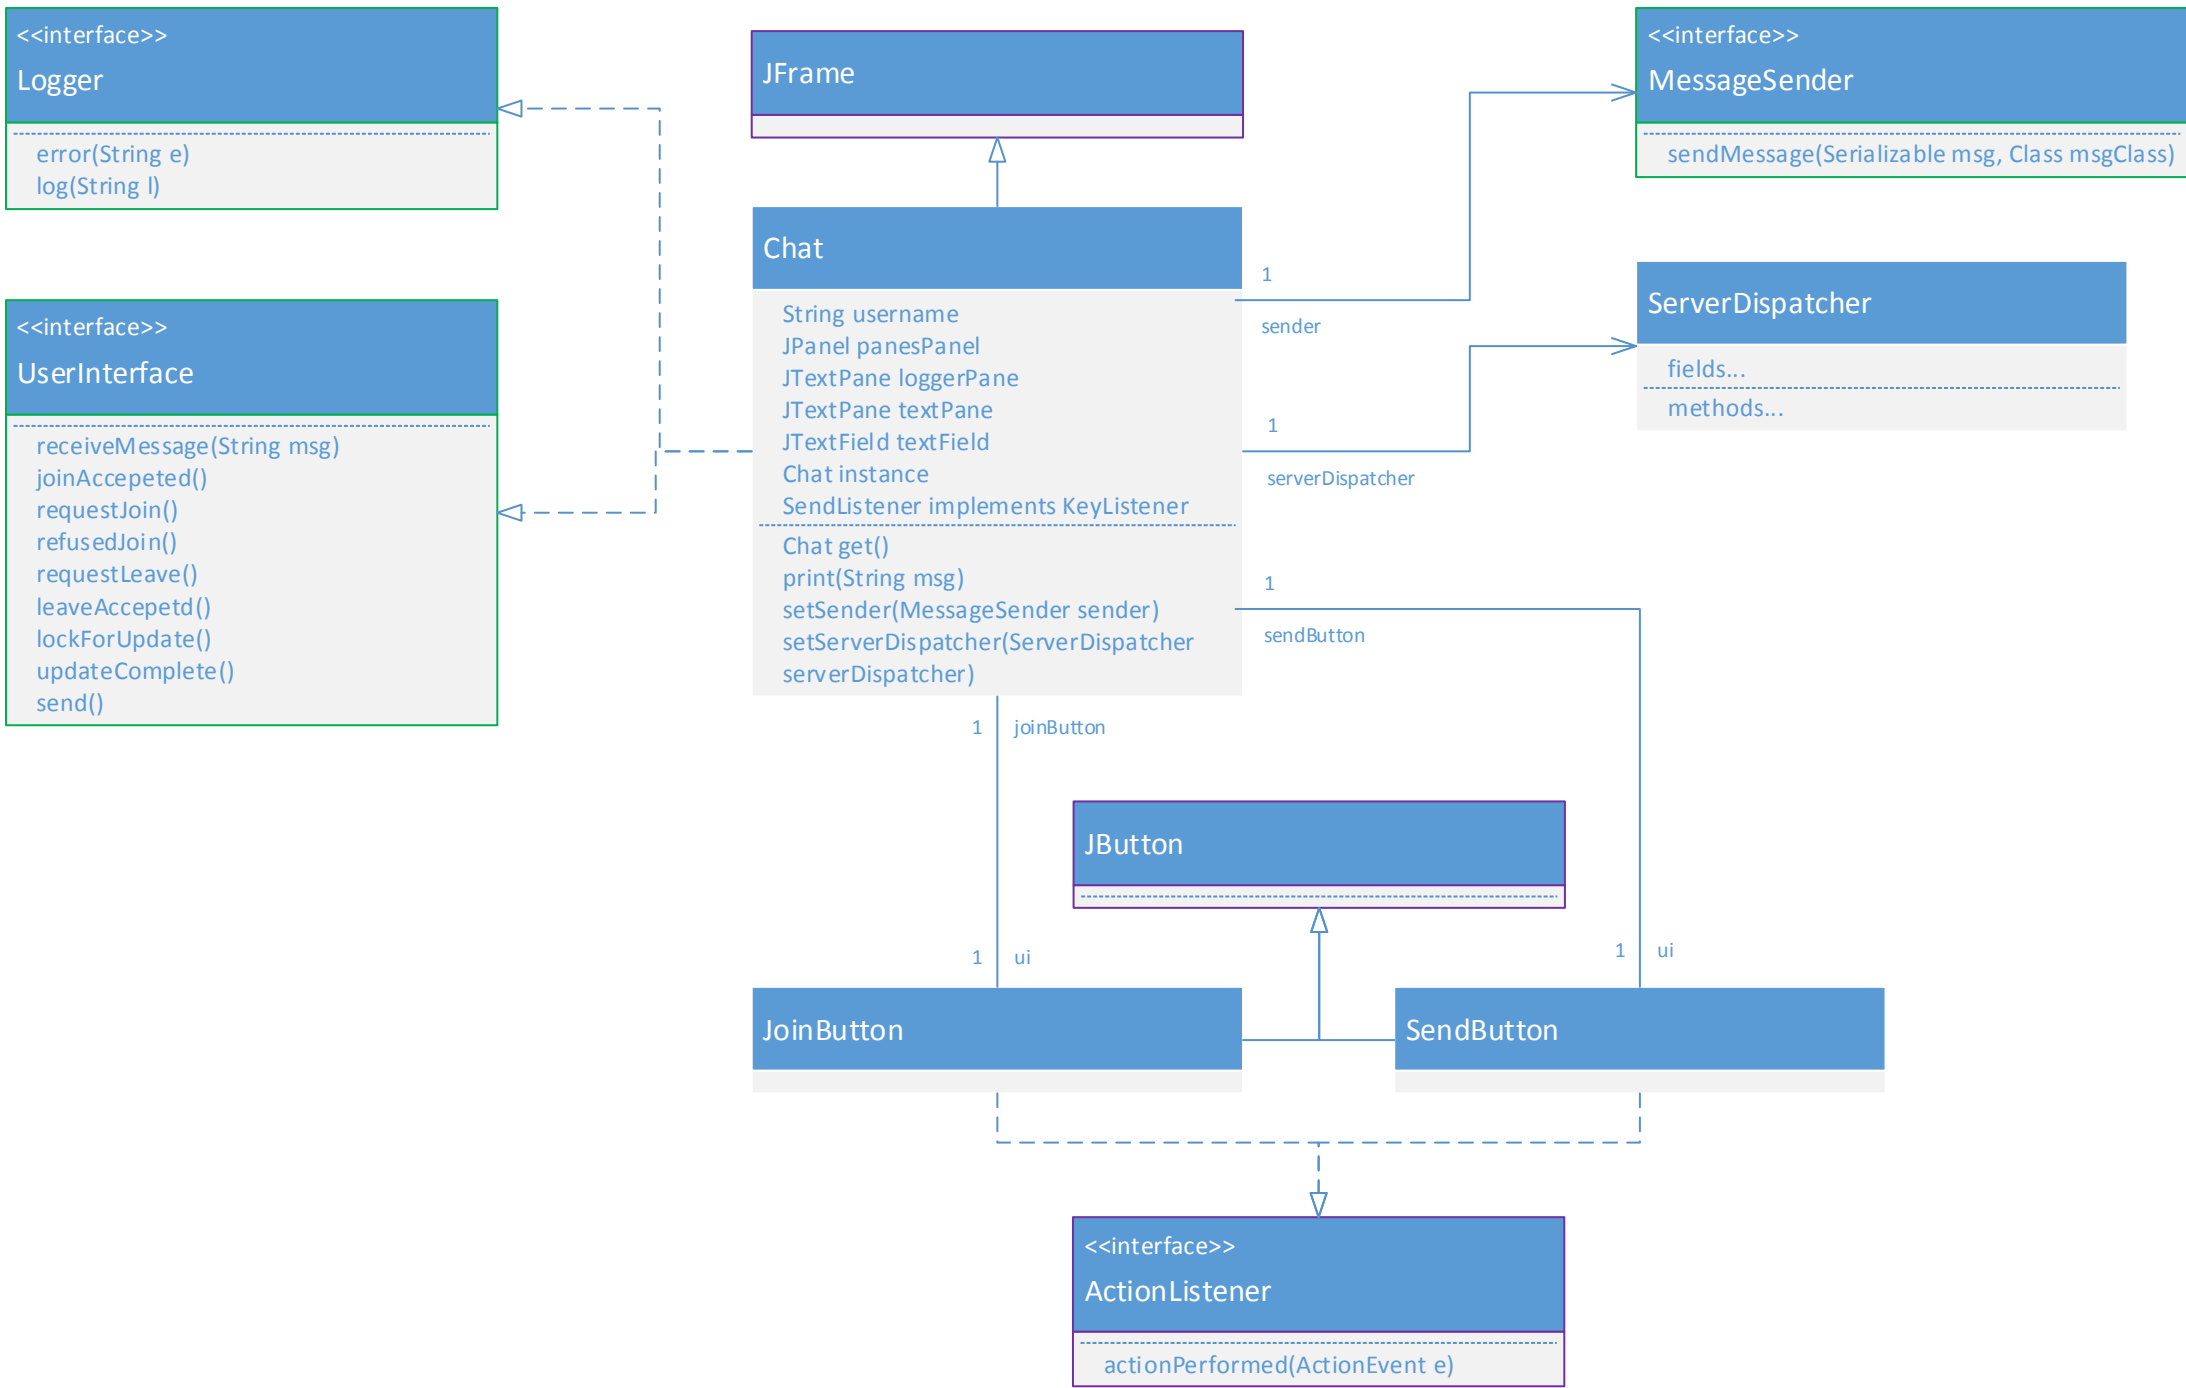 <<interface>>
Logger
error(String e)
log(String l)
<<interface>>
UserInterface
receiveMessage(String msg)
joinAccepeted()
requestJoin()
refusedJoin()
requestLeave()
leaveAccepetd()
lockForUpdate()
updateComplete()
send()
JFrame
Chat
String username
JPanel panesPanel
JTextPane loggerPane
JTextPane textPane
JTextField textField
Chat instance
SendListener implements KeyListener
Chat get()
print(String msg)
setSender(MessageSender sender)
setServerDispatcher(ServerDispatcher
serverDispatcher)
1
sender
1
serverDispatcher
1
sendButton
<<interface>>
MessageSender
sendMessage(Serializable msg, Class msgClass)
ServerDispatcher
fields...
methods...
1 joinButton
JButton
1 ui
1 ui
JoinButton
SendButton
<<interface>>
ActionListener
actionPerformed(ActionEvent e)